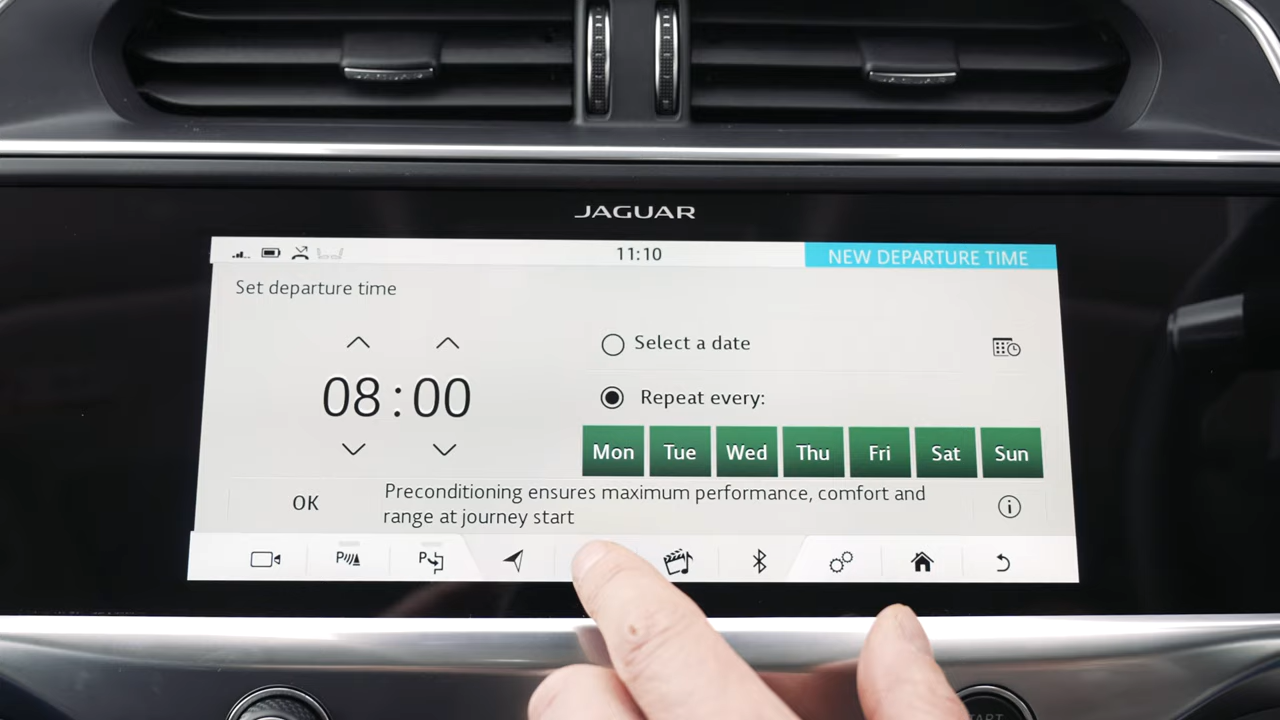 JAGUAR
11:10
NEW DEPARTURE TIME
Set departure time
Select a date
08:00
Repeat every:
Mon Tue Wed Thu Fri Sat Sun
OK
Preconditioning ensures maximum performance, comfort and
range at journey start
P
P
START